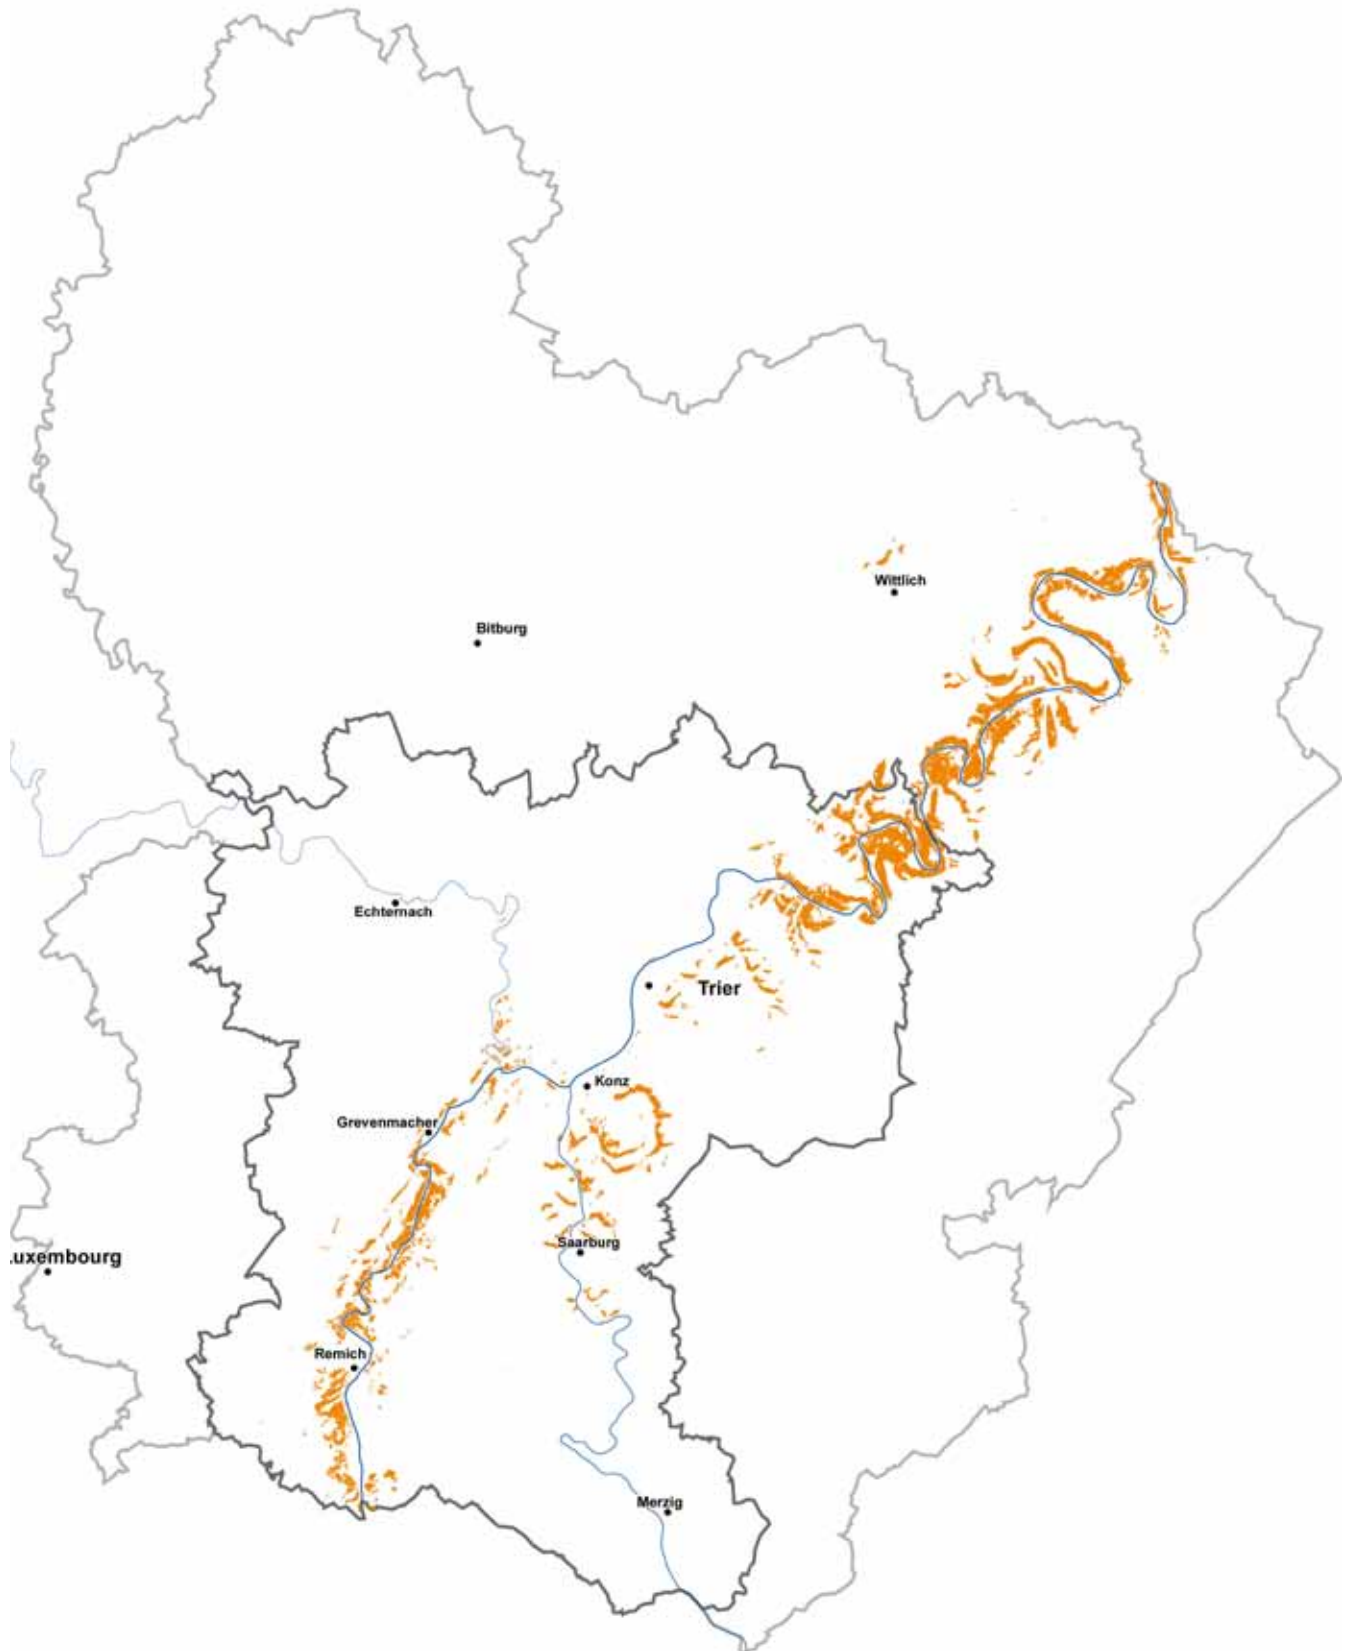 Wittlich
Bitburg
Echternach
Trier
Konz
Grevenmacher
Saarburg
uxembourg
Remich
Merzig